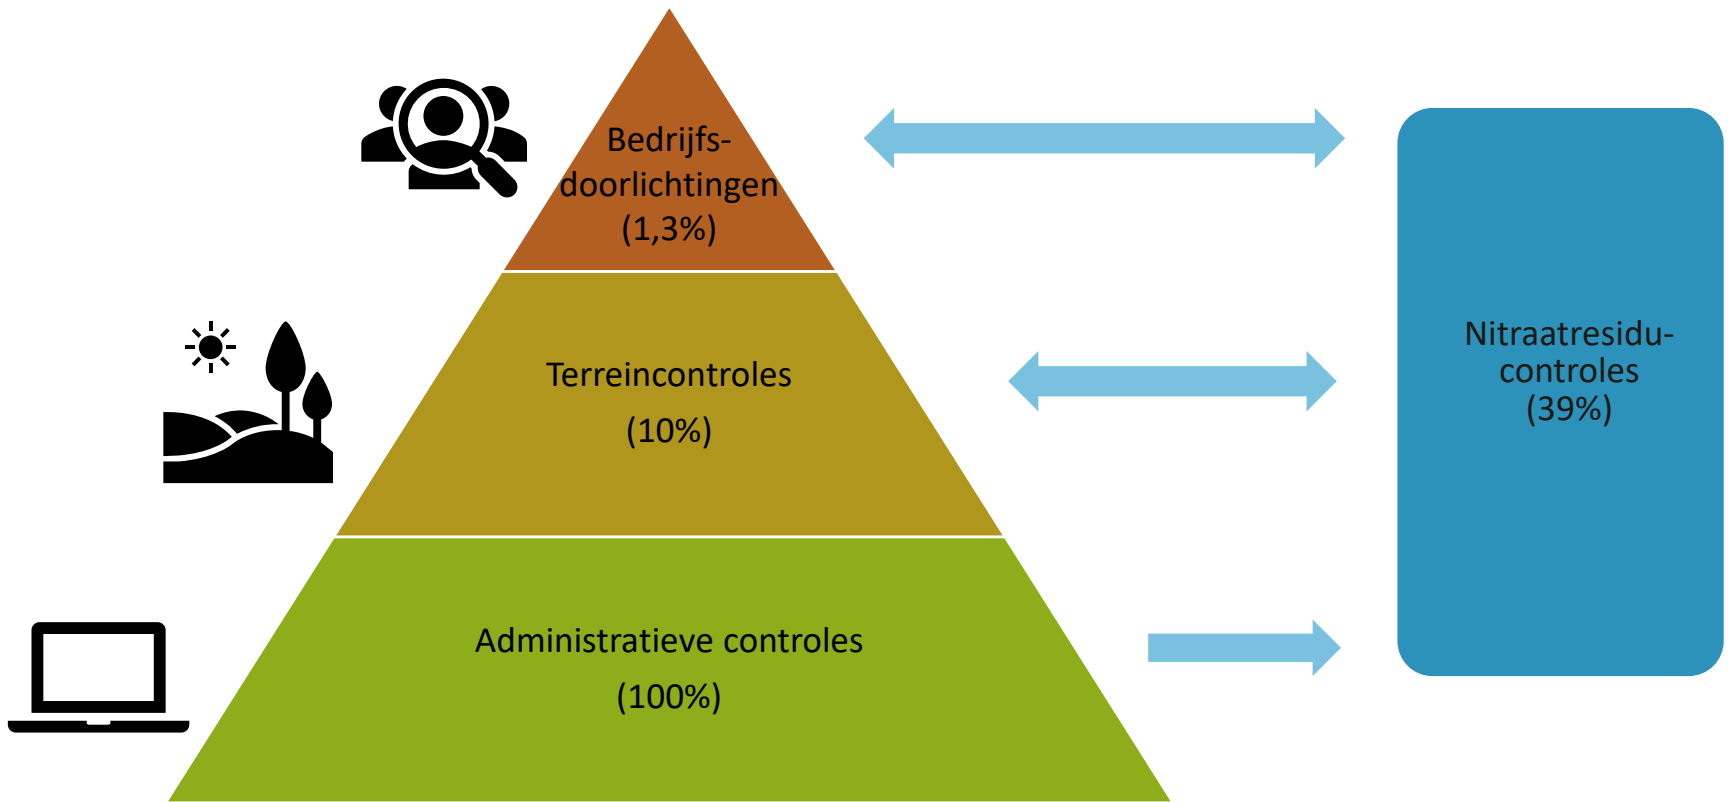 Bedrijfs-
doorlichtingen
(1,3%)
Terreincontroles
(10%)
Administratieve controles
(100%)
Nitraatresidu-
controles
(39%)